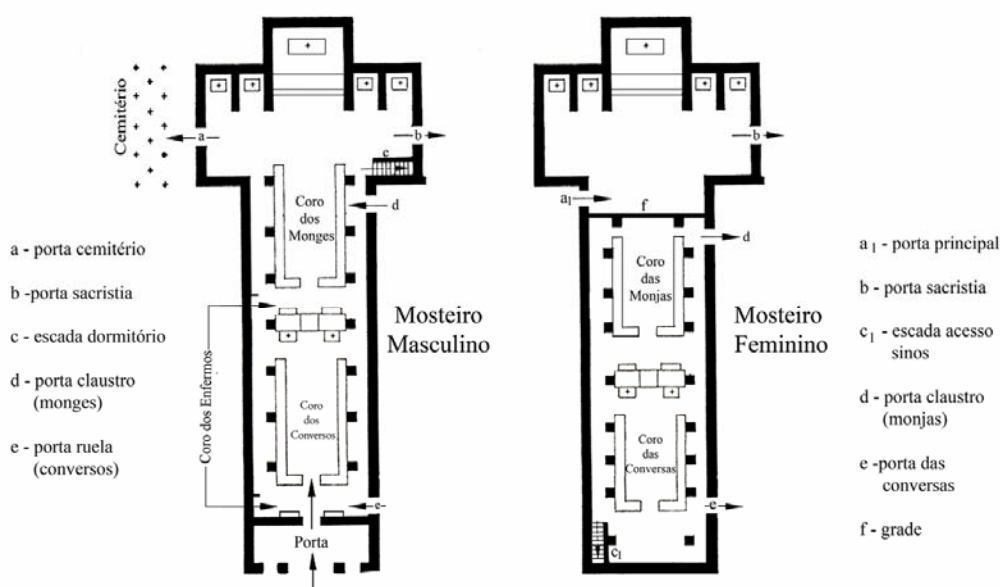 Cemitério
a
b
c
d
Coro
dos
Monges
Coro dos Enfermos
Coro
dos
Conversos
e
Porta
a - porta cemitério
b -porta sacristia
c - escada dormitório
d - porta claustro
(monges)
e - porta ruela
(conversos)
Mosteiro
Masculino
b
a1
f
d
Coro
das
Monjas
Coro
das
Conversas
e
c1
Mosteiro
Feminino
a1 - porta principal
b - porta sacristia
c1 - escada acesso
sinos
d - porta claustro
(monjas)
e -porta das
conversas
f - grade